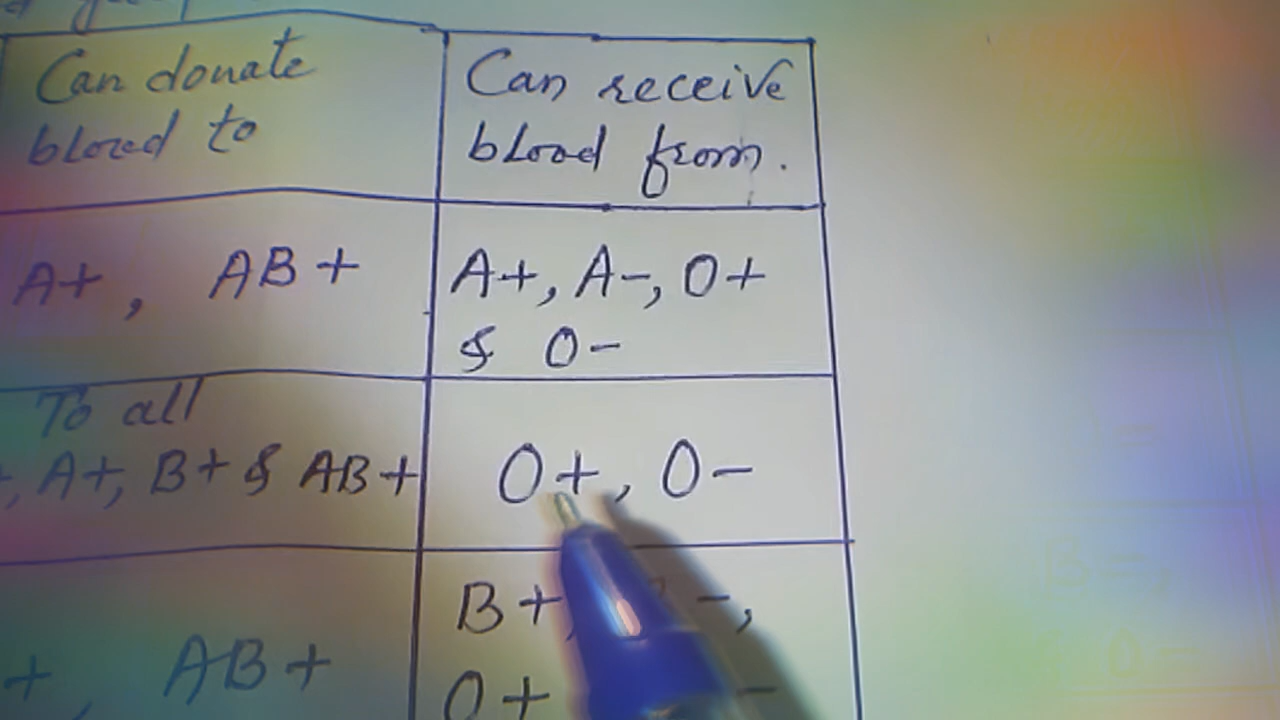 Can donate
blood to
Can receive
blood from.
A+, AB+
A+, A-, O+
& O-
To all
, A+, B+ & AB+
O+, O-
+, AB+
B+, -,
O+ -